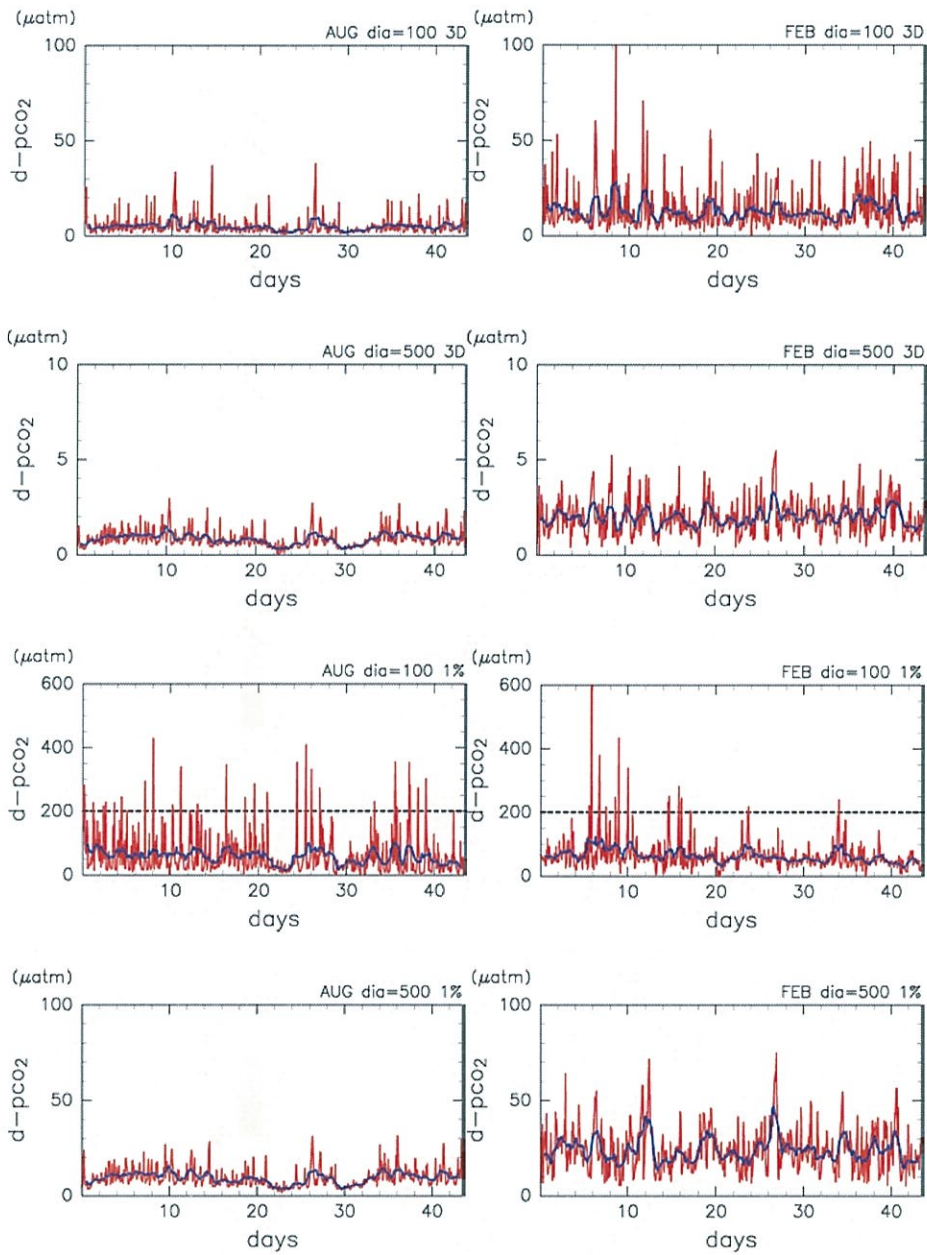 (μatm)
AUG dia=100 3D
100
50
0
d-pco₂
10 20 30 40
days
(μatm)
FEB dia=100 3D
100
50
0
d-pco₂
10 20 30 40
days
(μatm)
AUG dia=500 3D
10
5
0
d-pco₂
10 20 30 40
days
(μatm)
FEB dia=500 3D
10
5
0
d-pco₂
10 20 30 40
days
(μatm)
AUG dia=100 1%
600
400
200
0
d-pco₂
10 20 30 40
days
(μatm)
FEB dia=100 1%
600
400
200
0
d-pco₂
10 20 30 40
days
(μatm)
AUG dia=500 1%
100
50
0
d-pco₂
10 20 30 40
days
(μatm)
FEB dia=500 1%
100
50
0
d-pco₂
10 20 30 40
days